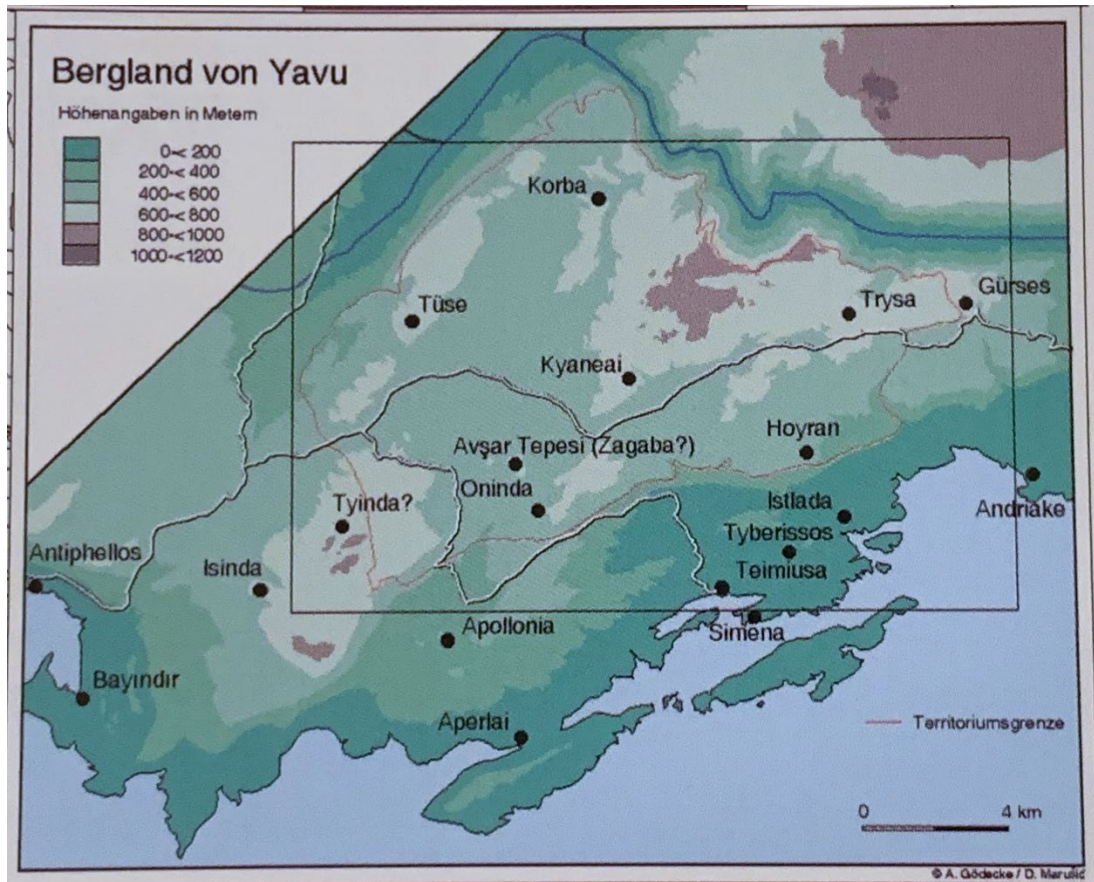 Bergland von Yavu
Höhenangaben in Metern
0-< 200
200-< 400
400-< 600
600-< 800
800-<1000
1000-<1200
Korba
Tüse
Trysa
Gürses
Kyaneai
Avşar Tepesi (Zagaba?)
Hoyran
Oninda
Tyinda?
Istlada
Andriake
Tyberissos
Antiphellos
Isinda
Teimiusa
Apollonia
Simena
Bayındır
Aperlai
Territoriumsgrenze
0 4 km
© A. Gödecke / D. Marušić